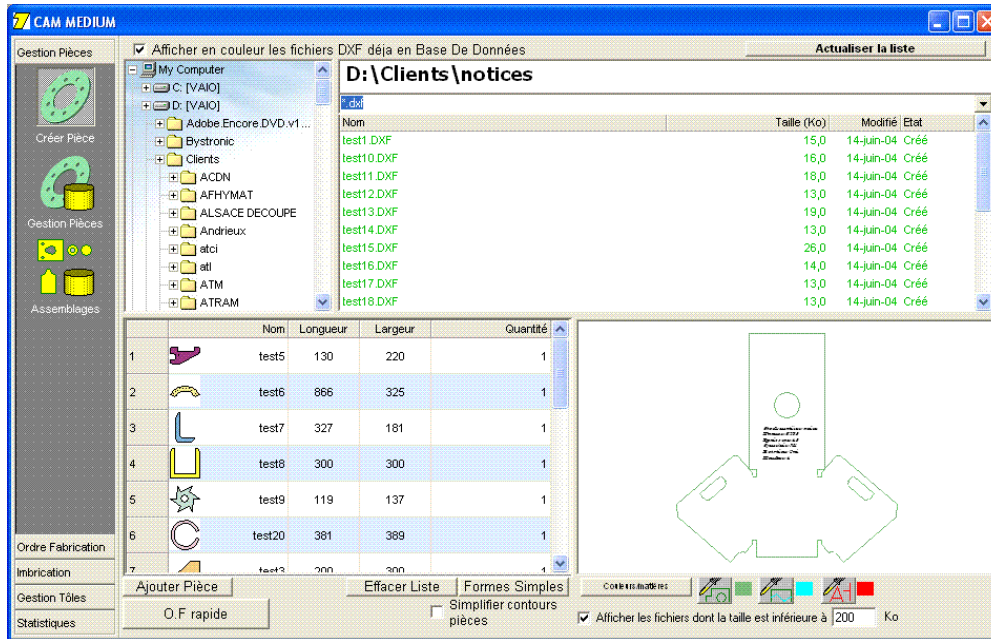 CAM MEDIUM
Gestion Pièces
Afficher en couleur les fichiers DXF déja en Base De Données
Actualiser la liste
Créer Pièce
Gestion Pièces
Assemblages
Ordre Fabrication
Imbrication
Gestion Tôles
Statistiques
My Computer
C: [VAIO]
D: [VAIO]
Adobe.Encore.DVD.v1...
Bystronic
Clients
ACDN
AFHYMAT
ALSACE DECOUPE
Andrieux
atci
atl
ATM
ATRAM
D:\Clients\notices
*.dxf
Nom Taille (Ko) Modifié Etat
test1.DXF 15,0 14-juin-04 Créé
test10.DXF 16,0 14-juin-04 Créé
test11.DXF 18,0 14-juin-04 Créé
test12.DXF 13,0 14-juin-04 Créé
test13.DXF 19,0 14-juin-04 Créé
test14.DXF 13,0 14-juin-04 Créé
test15.DXF 26,0 14-juin-04 Créé
test16.DXF 14,0 14-juin-04 Créé
test17.DXF 13,0 14-juin-04 Créé
test18.DXF 13,0 14-juin-04 Créé
Nom Longueur Largeur Quantité
1 test5 130 220 1
2 test6 866 325 1
3 test7 327 181 1
4 test8 300 300 1
5 test9 119 137 1
6 test20 381 389 1
7 test3 200 300 1
Ajouter Pièce
Effacer Liste
Formes Simples
O.F rapide
Simplifier contours
pièces
Couleurs/matières
Afficher les fichiers dont la taille est inférieure à 200 Ko